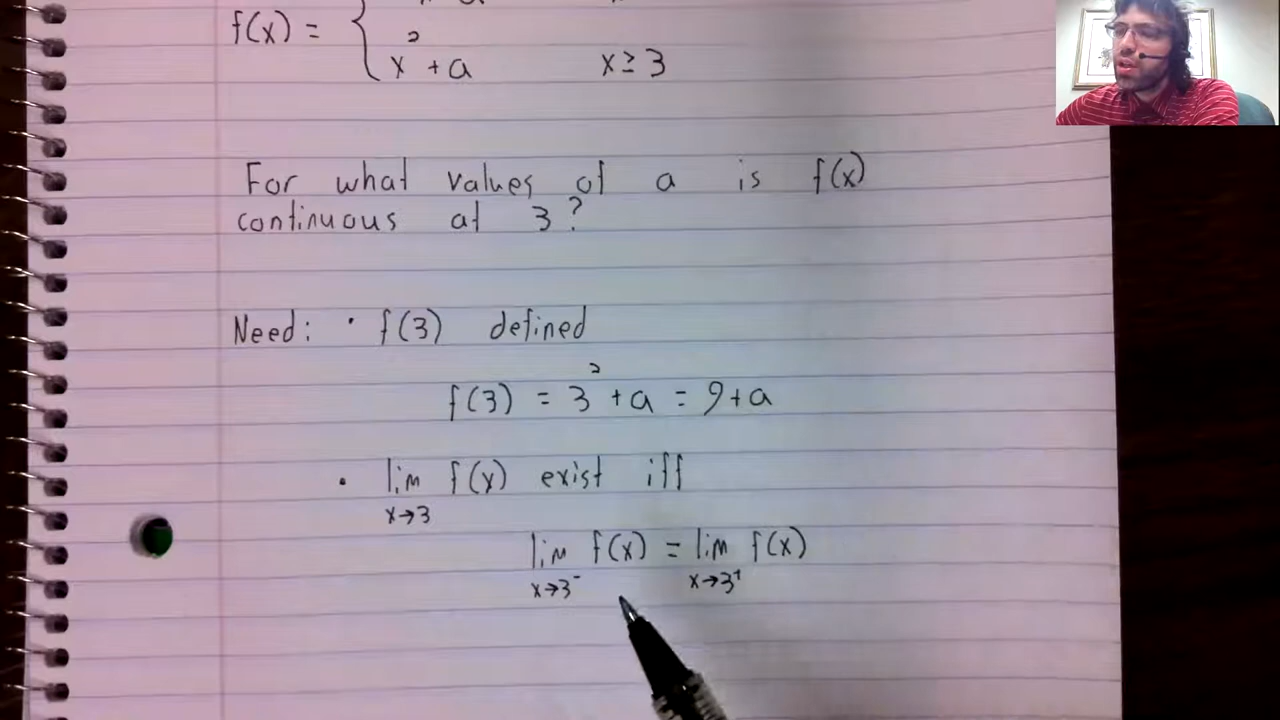 f(x) = { x² + a    x ≥ 3
For what values of a is f(x)
continuous at 3?
Need: · f(3) defined
f(3) = 3² + a = 9 + a
· lim f(x) exist iff
x→3
lim f(x) = lim f(x)
x→3⁻ x→3⁺